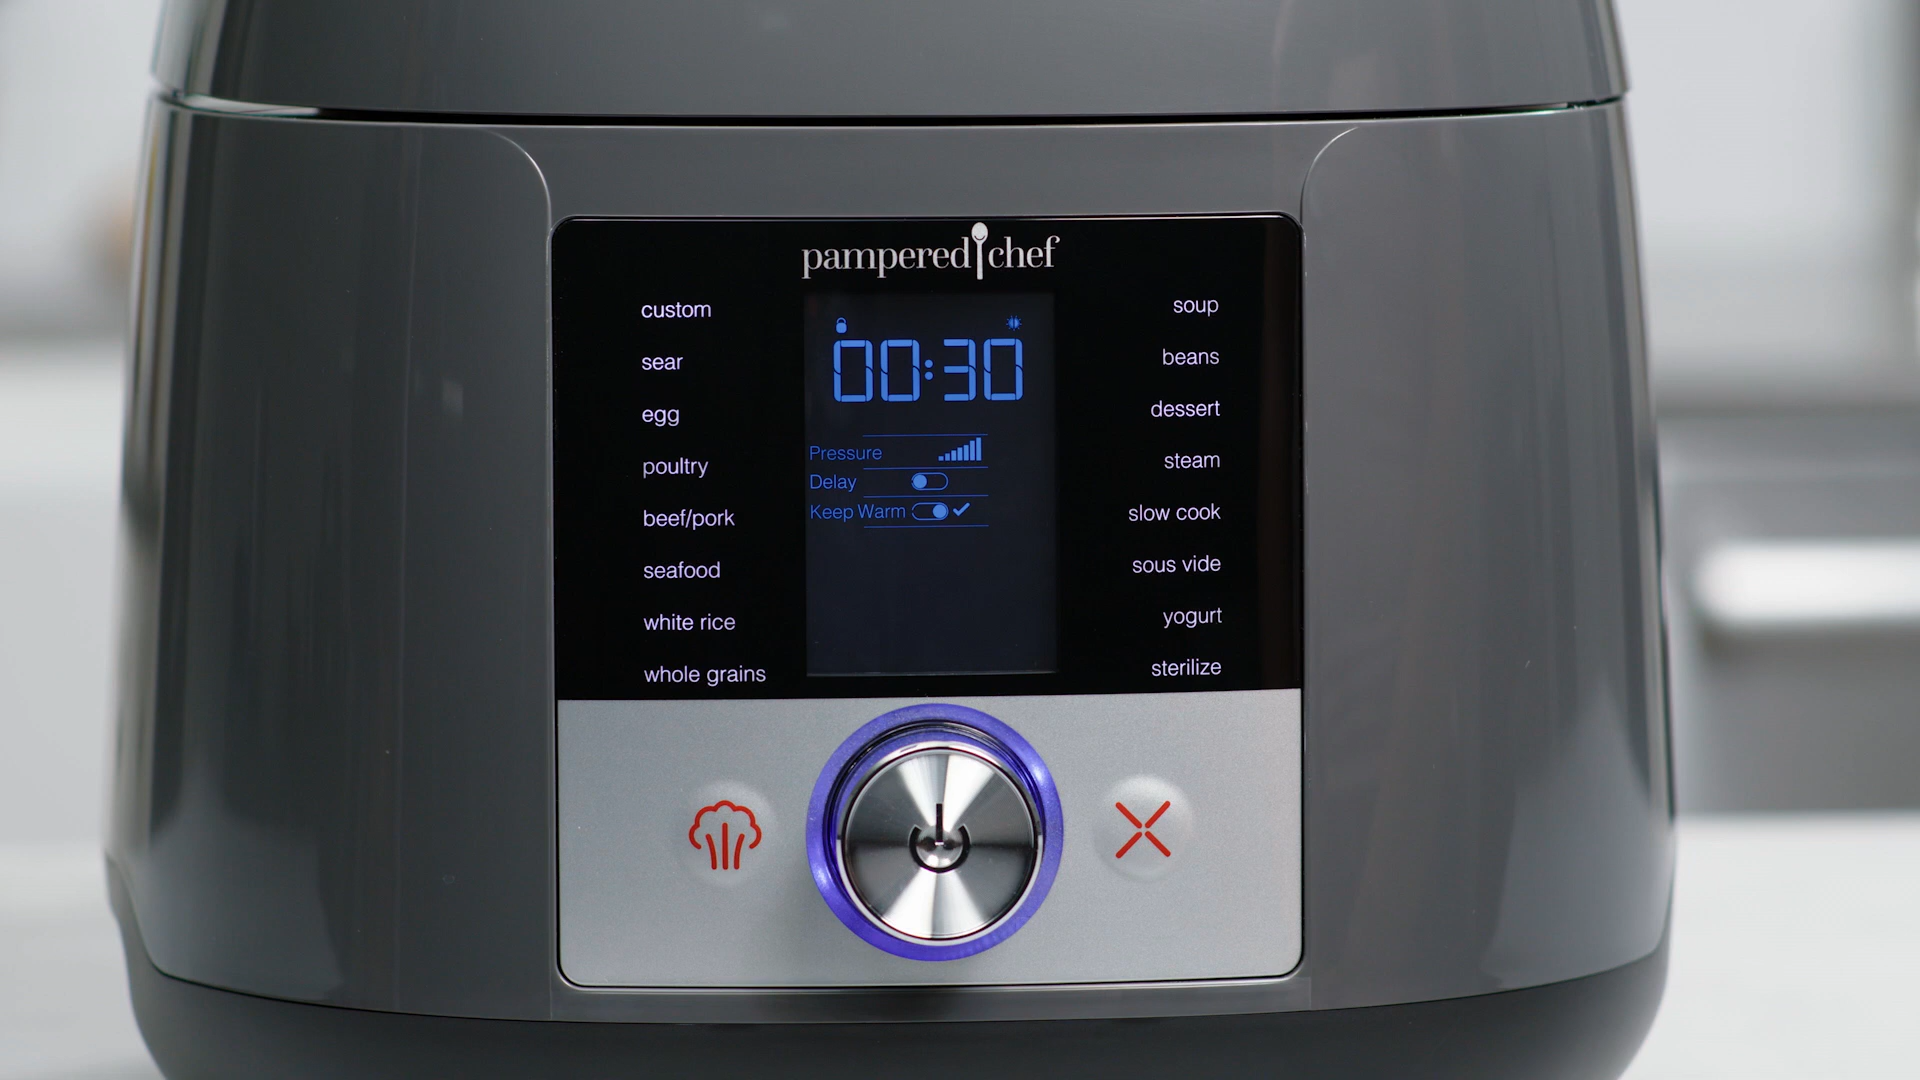 pampered chef
custom
sear
egg
poultry
beef/pork
seafood
white rice
whole grains
00:30
Pressure
Delay
Keep Warm
soup
beans
dessert
steam
slow cook
sous vide
yogurt
sterilize